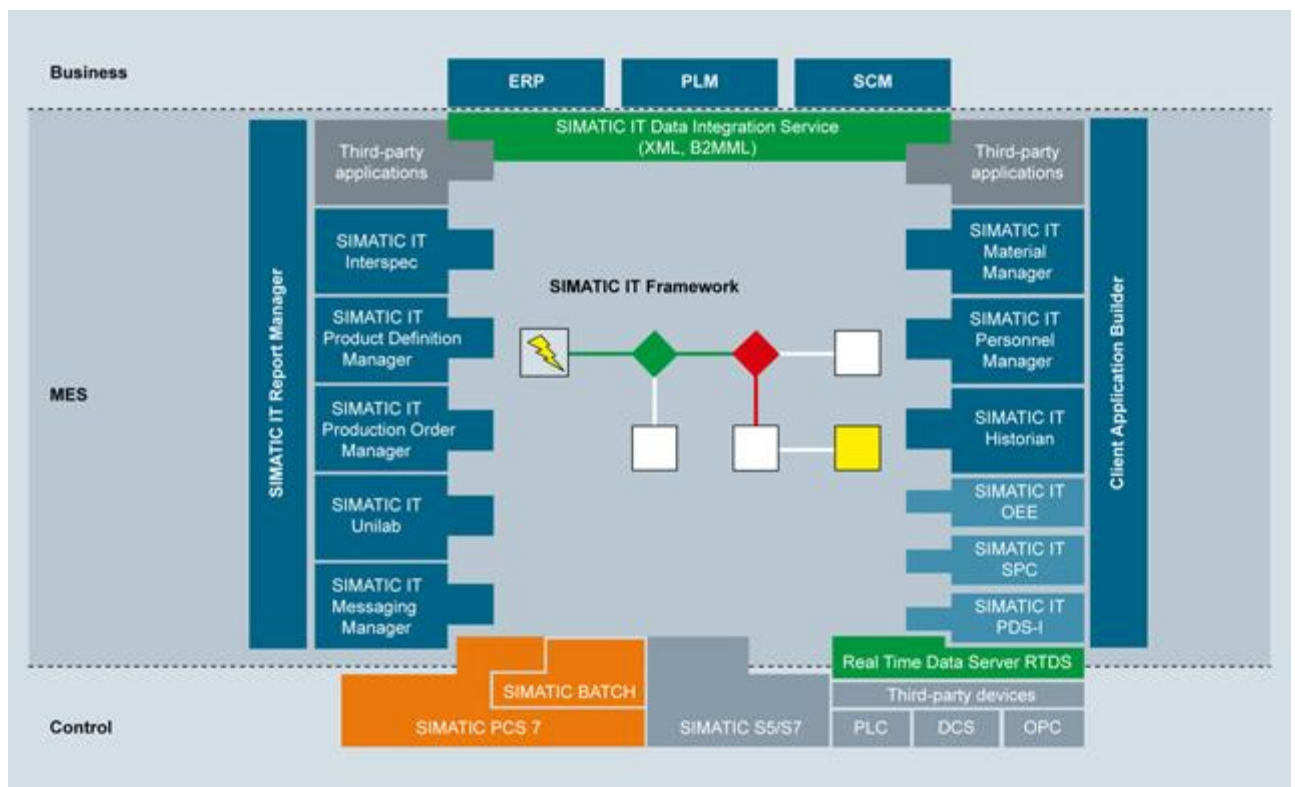 Business
ERP
PLM
SCM
SIMATIC IT Data Integration Service
(XML, B2MML)
MES
SIMATIC IT Report Manager
Third-party
applications
SIMATIC IT
Interspec
SIMATIC IT
Product Definition
Manager
SIMATIC IT
Production Order
Manager
SIMATIC IT
Unilab
SIMATIC IT
Messaging
Manager
SIMATIC IT Framework
Third-party
applications
SIMATIC IT
Material
Manager
SIMATIC IT
Personnel
Manager
SIMATIC IT
Historian
SIMATIC IT
OEE
SIMATIC IT
SPC
SIMATIC IT
PDS-I
Client Application Builder
Control
SIMATIC BATCH
SIMATIC PCS 7
SIMATIC S5/S7
Real Time Data Server RTDS
Third-party devices
PLC
DCS
OPC